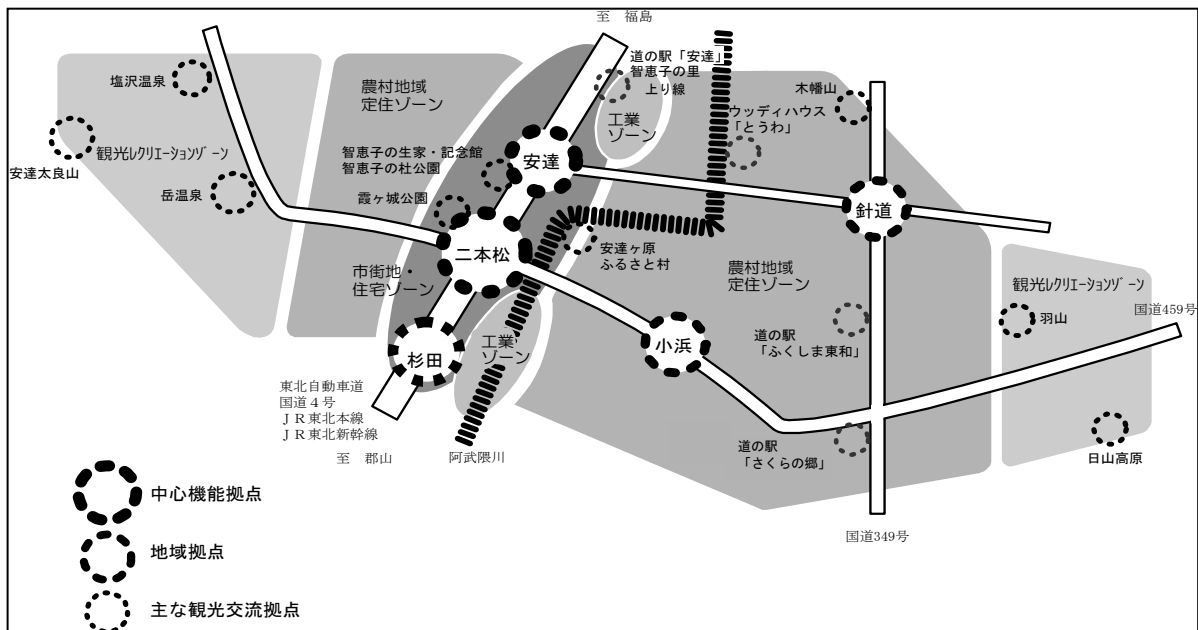 至　福島
塩沢温泉
農村地域
定住ゾーン
道の駅「安達」
智恵子の里
上り線
工業
ゾーン
木幡山
ウッディハウス
「とうわ」
安達太良山
観光ﾚｸﾘｴｰｼｮﾝｿﾞｰﾝ
岳温泉
智恵子の生家・記念館
智恵子の杜公園
安達
霞ヶ城公園
針道
二本松
安達ヶ原
ふるさと村
市街地・
住宅ゾーン
農村地域
定住ゾーン
観光ﾚｸﾘｴｰｼｮﾝｿﾞｰﾝ
国道459号
羽山
杉田
工業
ゾーン
小浜
道の駅
「ふくしま東和」
東北自動車道
国道４号
ＪＲ東北本線
ＪＲ東北新幹線
至　郡山
阿武隈川
道の駅
「さくらの郷」
日山高原
国道349号
中心機能拠点
地域拠点
主な観光交流拠点